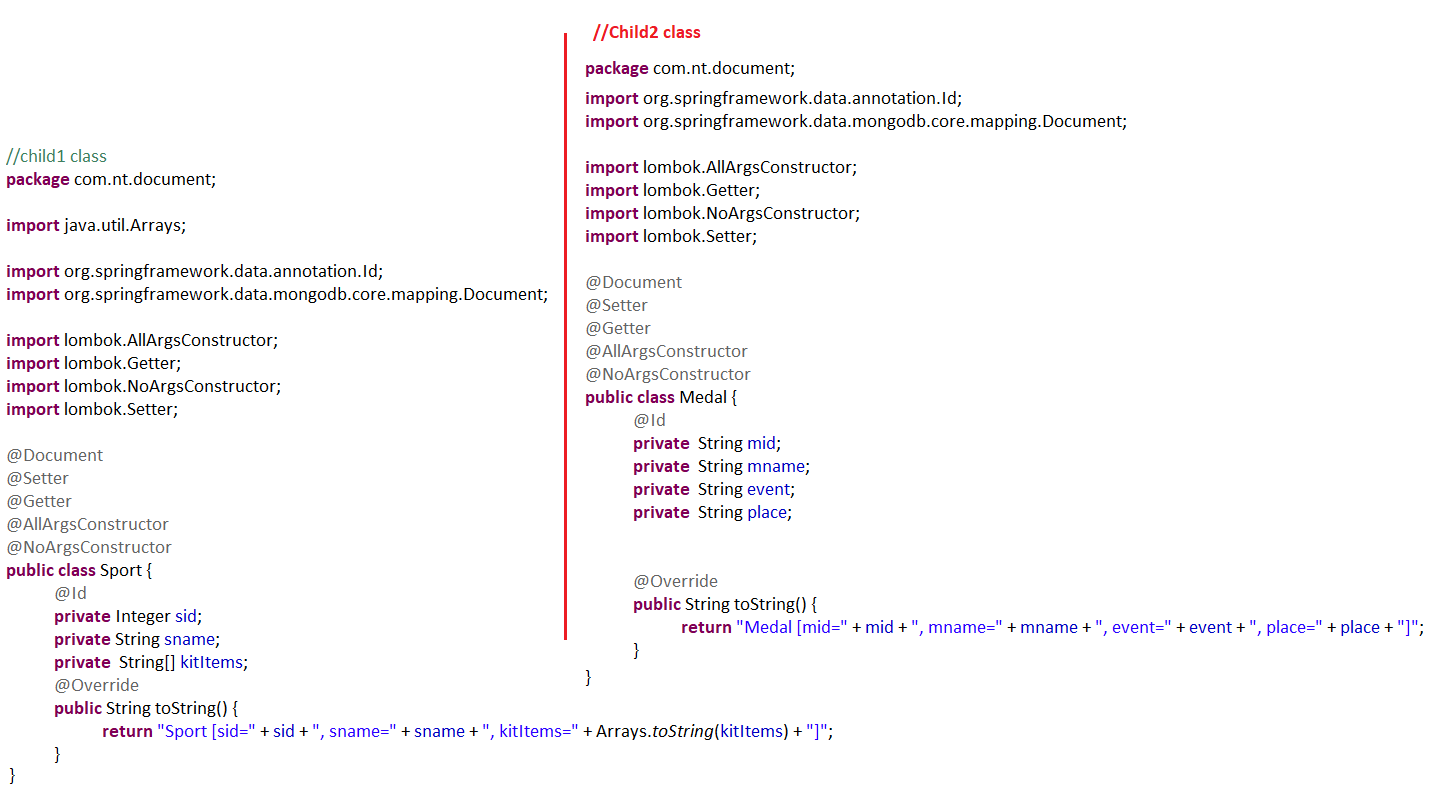 //child1 class
package com.nt.document;
import java.util.Arrays;
import org.springframework.data.annotation.Id;
import org.springframework.data.mongodb.core.mapping.Document;
import lombok.AllArgsConstructor;
import lombok.Getter;
import lombok.NoArgsConstructor;
import lombok.Setter;
@Document
@Setter
@Getter
@AllArgsConstructor
@NoArgsConstructor
public class Sport {
@Id
private Integer sid;
private String sname;
private  String[] kitItems;
@Override
public String toString() {
return "Sport [sid=" + sid + ", sname=" + sname + ", kitItems=" + Arrays.toString(kitItems) + "]";
}
}
//Child2 class
package com.nt.document;
import org.springframework.data.annotation.Id;
import org.springframework.data.mongodb.core.mapping.Document;
import lombok.AllArgsConstructor;
import lombok.Getter;
import lombok.NoArgsConstructor;
import lombok.Setter;
@Document
@Setter
@Getter
@AllArgsConstructor
@NoArgsConstructor
public class Medal {
@Id
private  String mid;
private  String mname;
private  String event;
private  String place;
@Override
public String toString() {
return "Medal [mid=" + mid + ", mname=" + mname + ", event=" + event + ", place=" + place + "]";
}
}